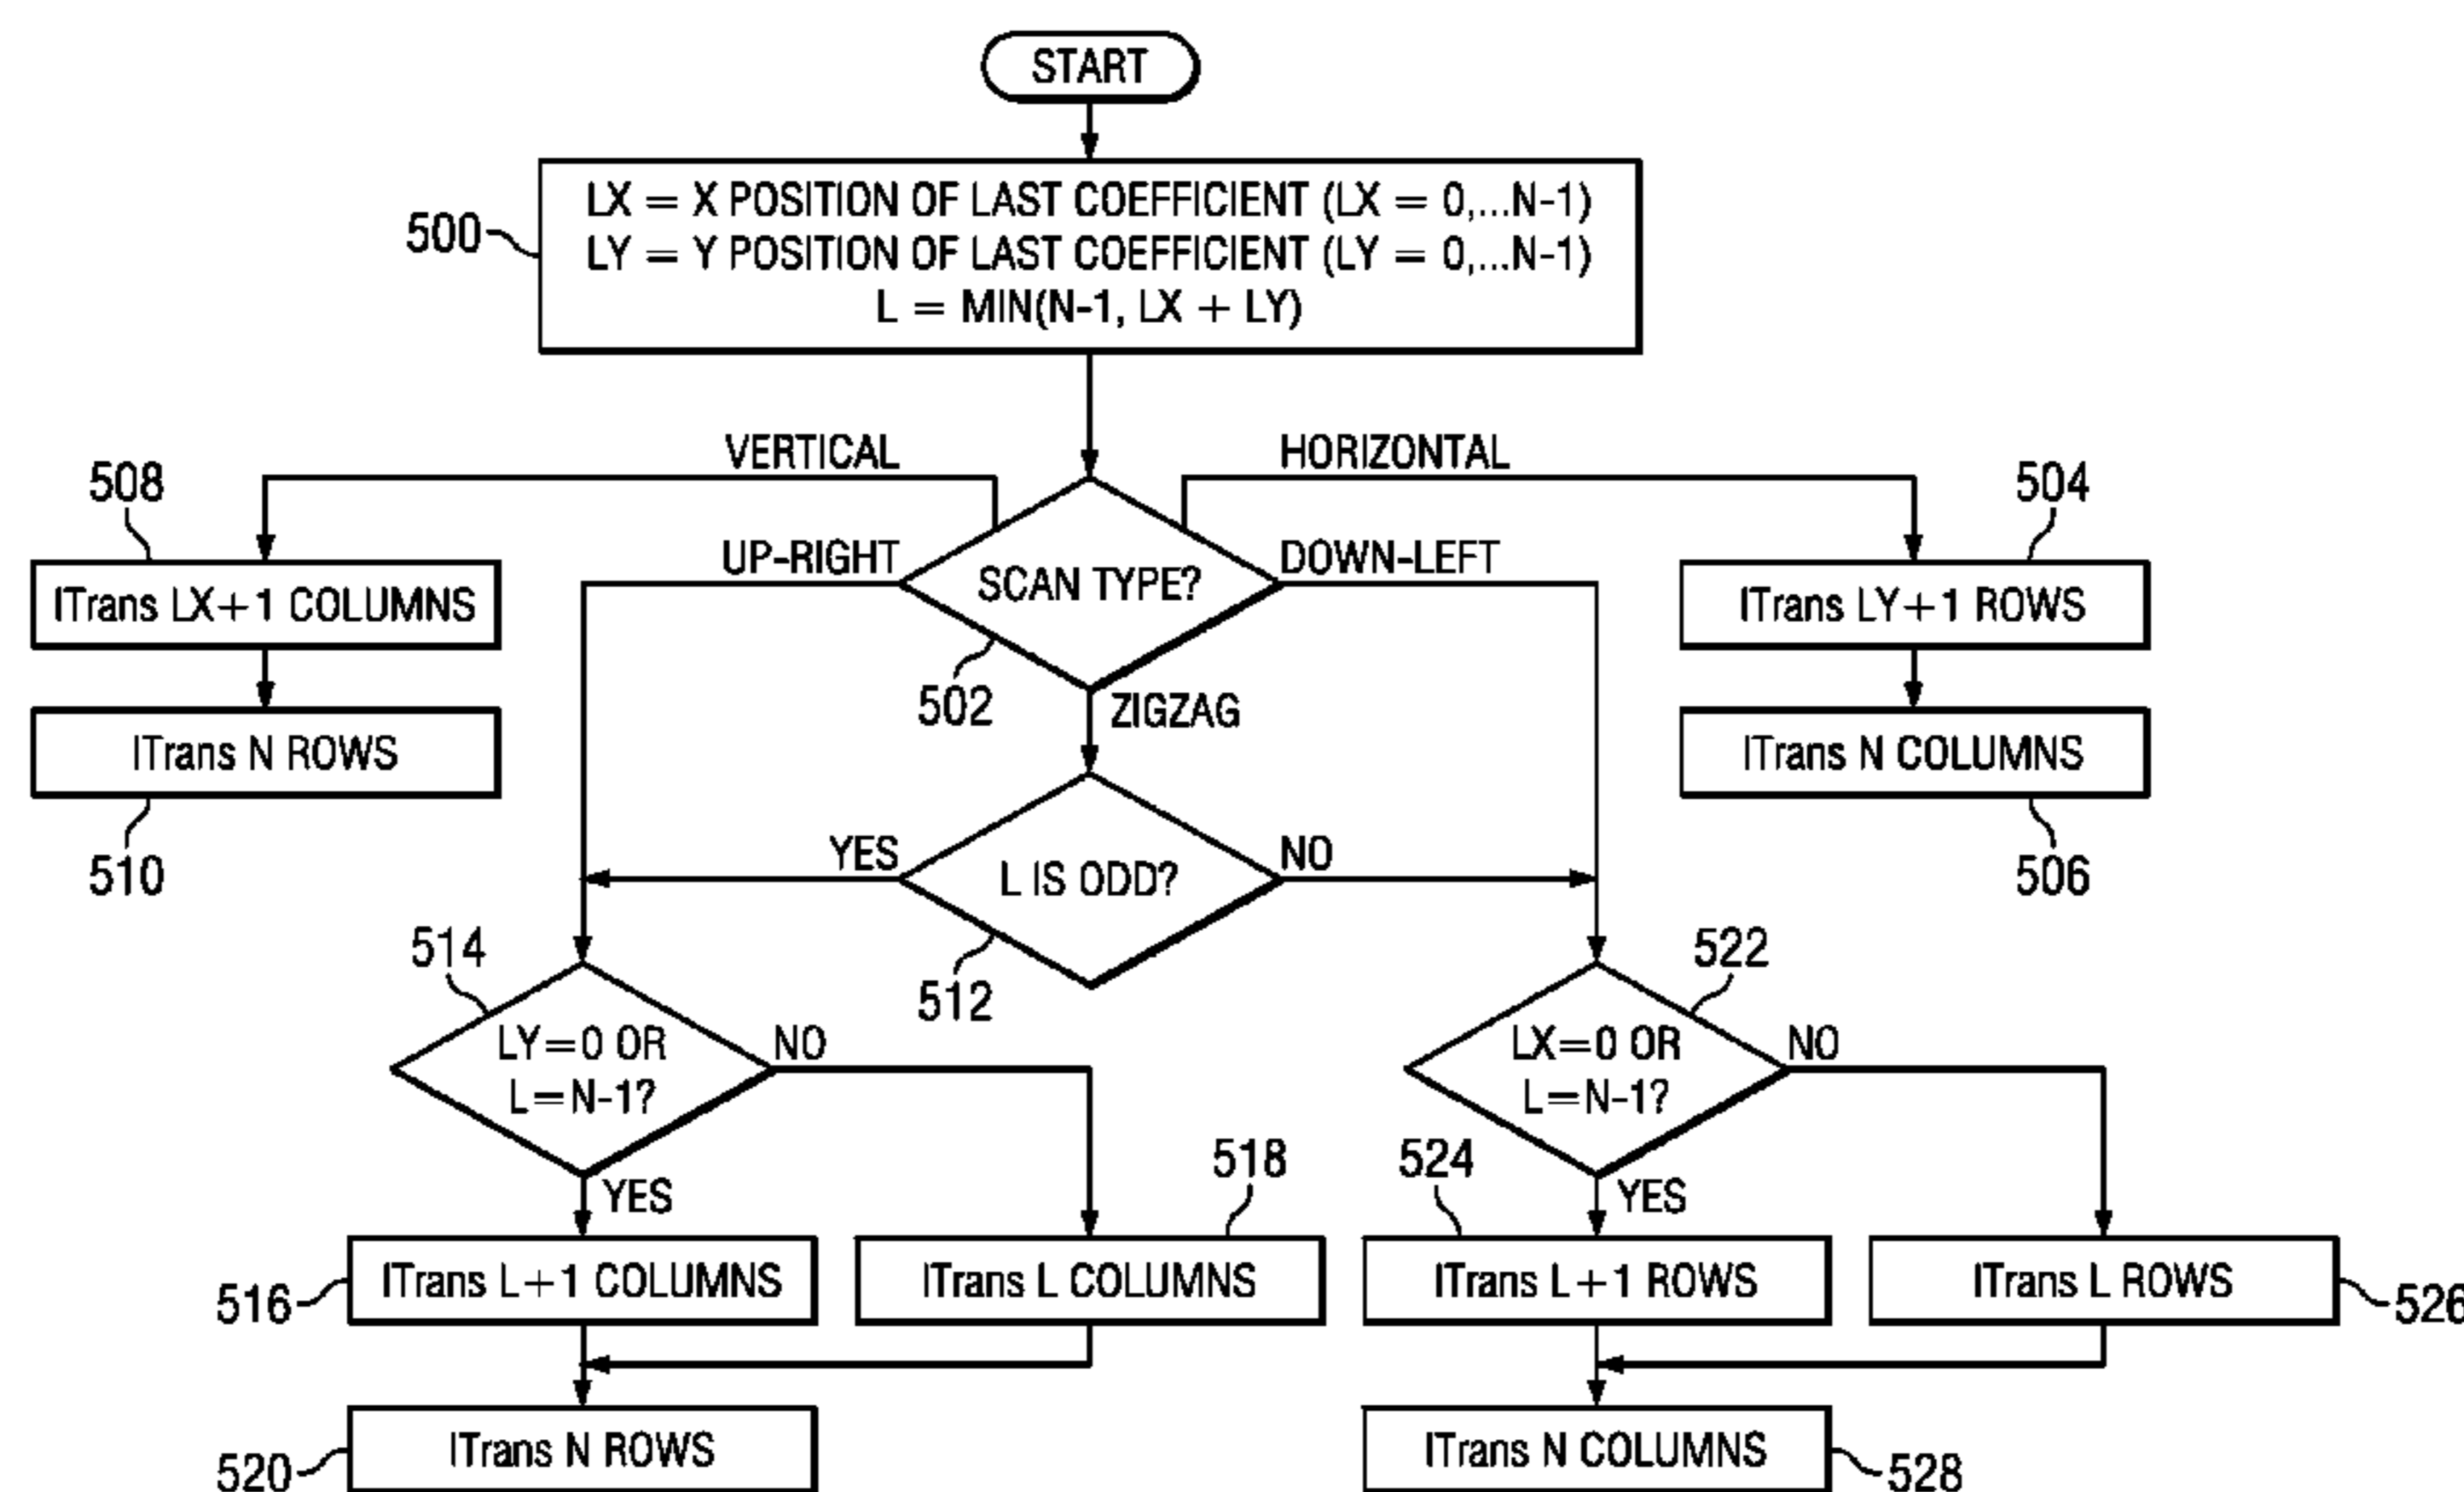 START
500
LX = X POSITION OF LAST COEFFICIENT (LX = 0,...N-1)
LY = Y POSITION OF LAST COEFFICIENT (LY = 0,...N-1)
L = MIN(N-1, LX + LY)
VERTICAL
HORIZONTAL
508
504
UP-RIGHT
DOWN-LEFT
SCAN TYPE?
ITrans LX+1 COLUMNS
ITrans LY+1 ROWS
502
ZIGZAG
ITrans N ROWS
ITrans N COLUMNS
510
YES
L IS ODD?
NO
506
514
512
522
LY=0 OR
L=N-1?
NO
LX=0 OR
L=N-1?
NO
YES
518
524
YES
516
ITrans L+1 COLUMNS
ITrans L COLUMNS
ITrans L+1 ROWS
ITrans L ROWS
526
520
ITrans N ROWS
ITrans N COLUMNS
528